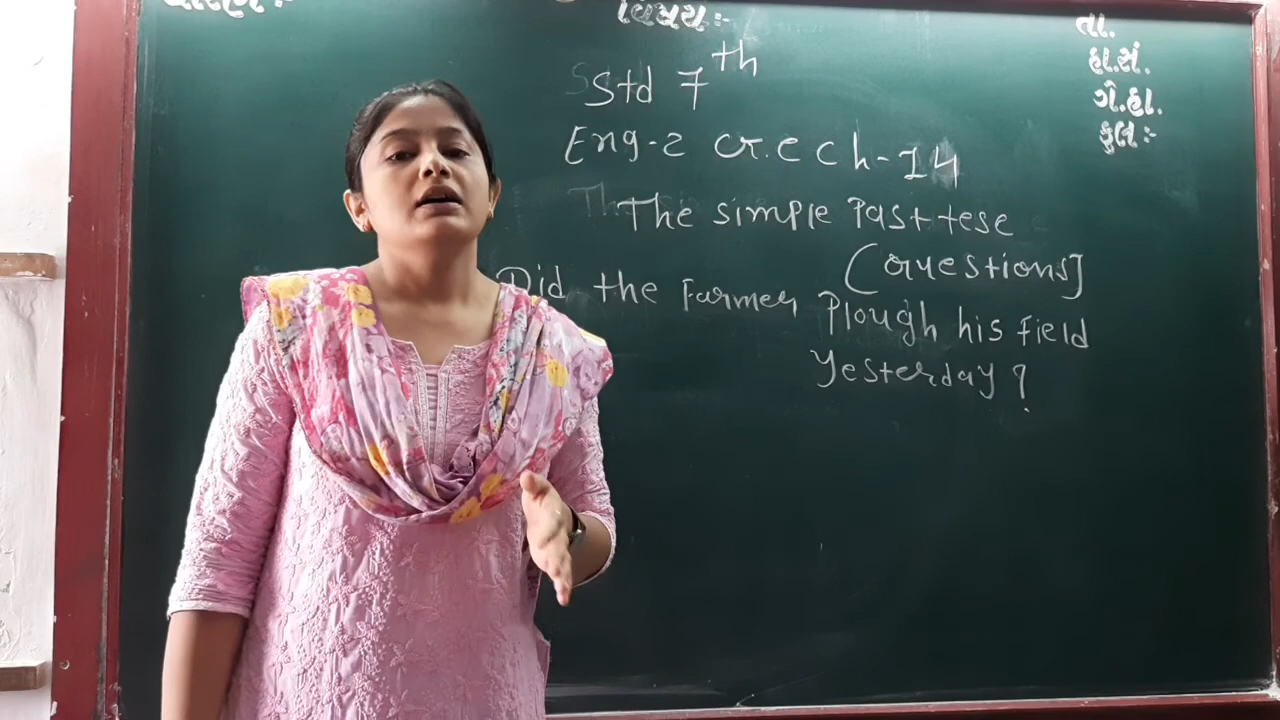 વિષય:-
તા.
હા.સં.
ગે.હા.
કુલ:-
Std 7th
Eng-2 Cr.C Ch-14
The simple Past tese
(Questions]
Did the Farmer Plough his field
Yesterday ?